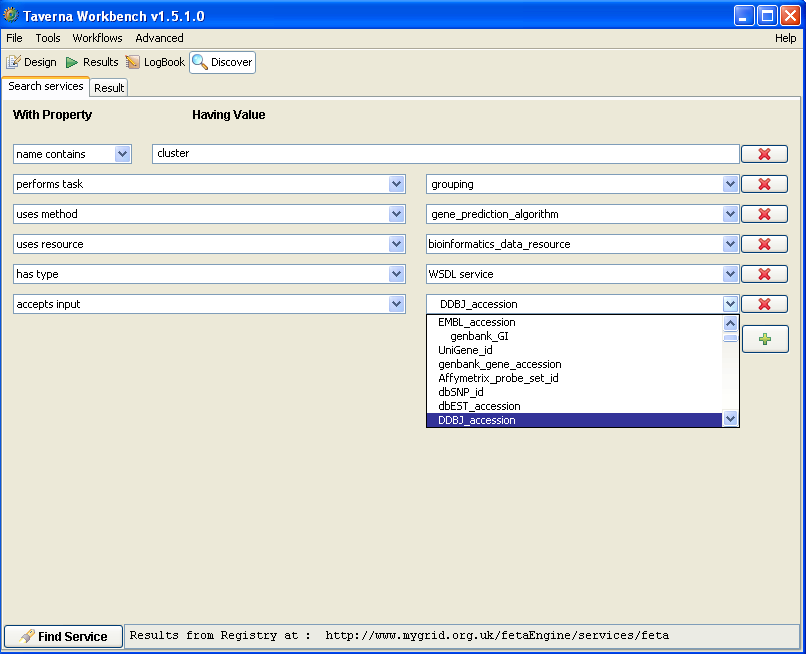 Taverna Workbench v1.5.1.0
File Tools Workflows Advanced Help
Design Results LogBook Discover
Search services Result
With Property Having Value
name contains cluster
performs task grouping
uses method gene_prediction_algorithm
uses resource bioinformatics_data_resource
has type WSDL service
accepts input DDBJ_accession
EMBL_accession
genbank_GI
UniGene_id
genbank_gene_accession
Affymetrix_probe_set_id
dbSNP_id
dbEST_accession
DDBJ_accession
Find Service Results from Registry at : http://www.mygrid.org.uk/fetaEngine/services/feta